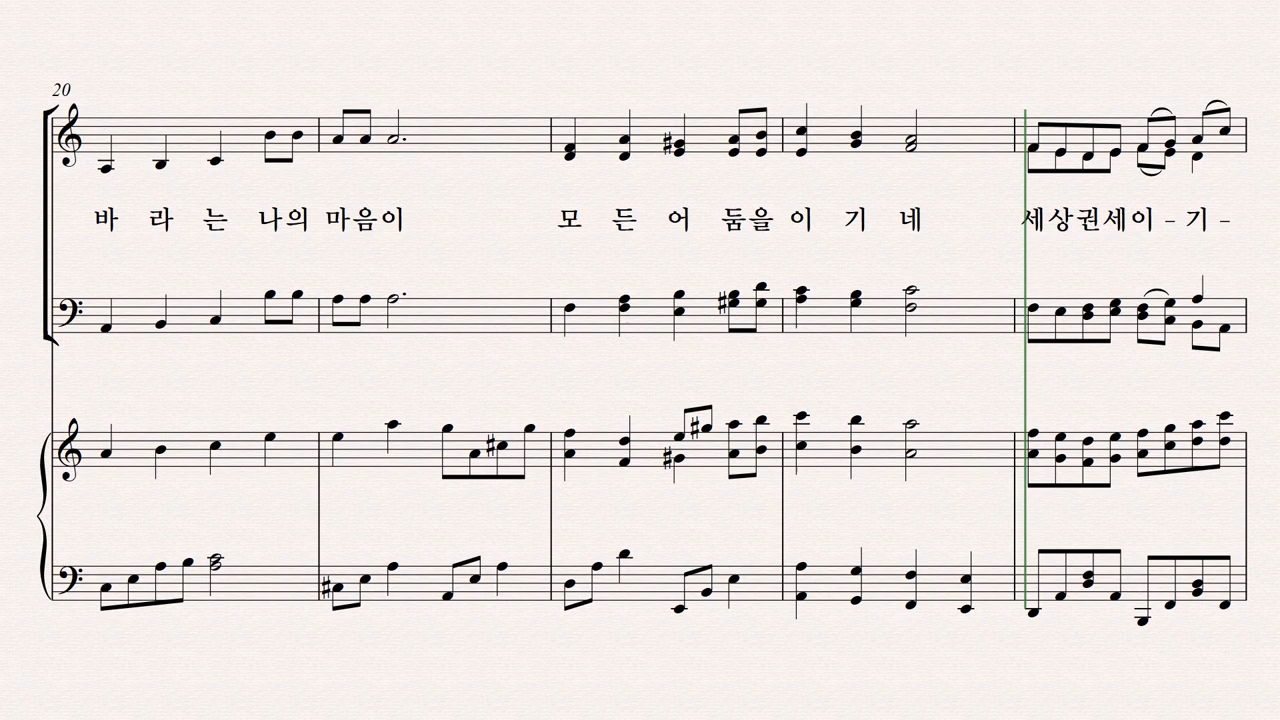 20
바 라 는 나의 마음이 모 든 어 둠을 이 기 네 세상권세이 - 기 -